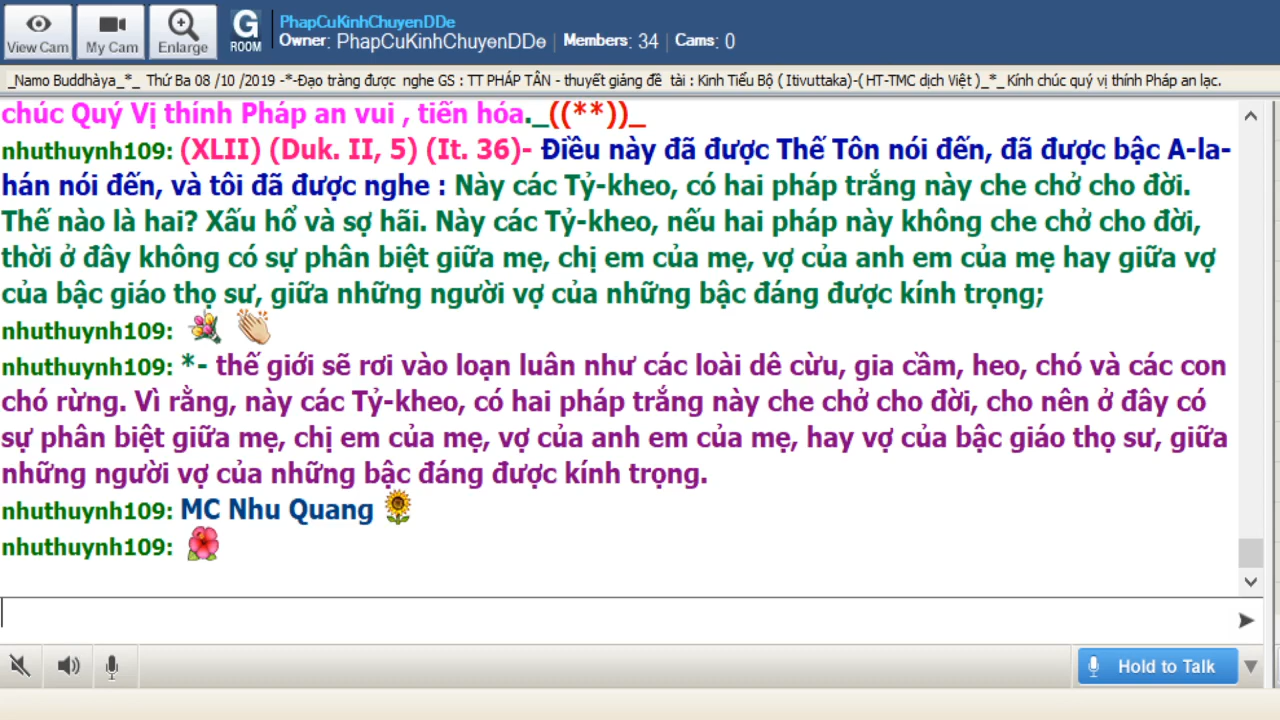 View Cam
My Cam
Enlarge
G
ROOM
PhapCuKinhChuyenDDe
Owner: PhapCuKinhChuyenDDe | Members: 34 | Cams: 0
_Namo Buddhàya_*_ Thứ Ba 08 /10 /2019 -*-Đạo tràng được nghe GS : TT PHÁP TÂN - thuyết giảng đề tài : Kinh Tiểu Bộ ( Itivuttaka)-( HT-TMC dịch Việt )_*_ Kính chúc quý vị thính Pháp an lạc.
chúc Quý Vị thính Pháp an vui , tiến hóa._((**))_
nhuthuynh109: (XLII) (Duk. II, 5) (It. 36)- Điều này đã được Thế Tôn nói đến, đã được bậc A-la-
hán nói đến, và tôi đã được nghe : Này các Tỷ-kheo, có hai pháp trắng này che chở cho đời.
Thế nào là hai? Xấu hổ và sợ hãi. Này các Tỷ-kheo, nếu hai pháp này không che chở cho đời,
thời ở đây không có sự phân biệt giữa mẹ, chị em của mẹ, vợ của anh em của mẹ hay giữa vợ
của bậc giáo thọ sư, giữa những người vợ của những bậc đáng được kính trọng;
nhuthuynh109:
nhuthuynh109: *- thế giới sẽ rơi vào loạn luân như các loài dê cừu, gia cầm, heo, chó và các con
chó rừng. Vì rằng, này các Tỷ-kheo, có hai pháp trắng này che chở cho đời, cho nên ở đây có
sự phân biệt giữa mẹ, chị em của mẹ, vợ của anh em của mẹ, hay vợ của bậc giáo thọ sư, giữa
những người vợ của những bậc đáng được kính trọng.
nhuthuynh109: MC Nhu Quang
nhuthuynh109:
Hold to Talk